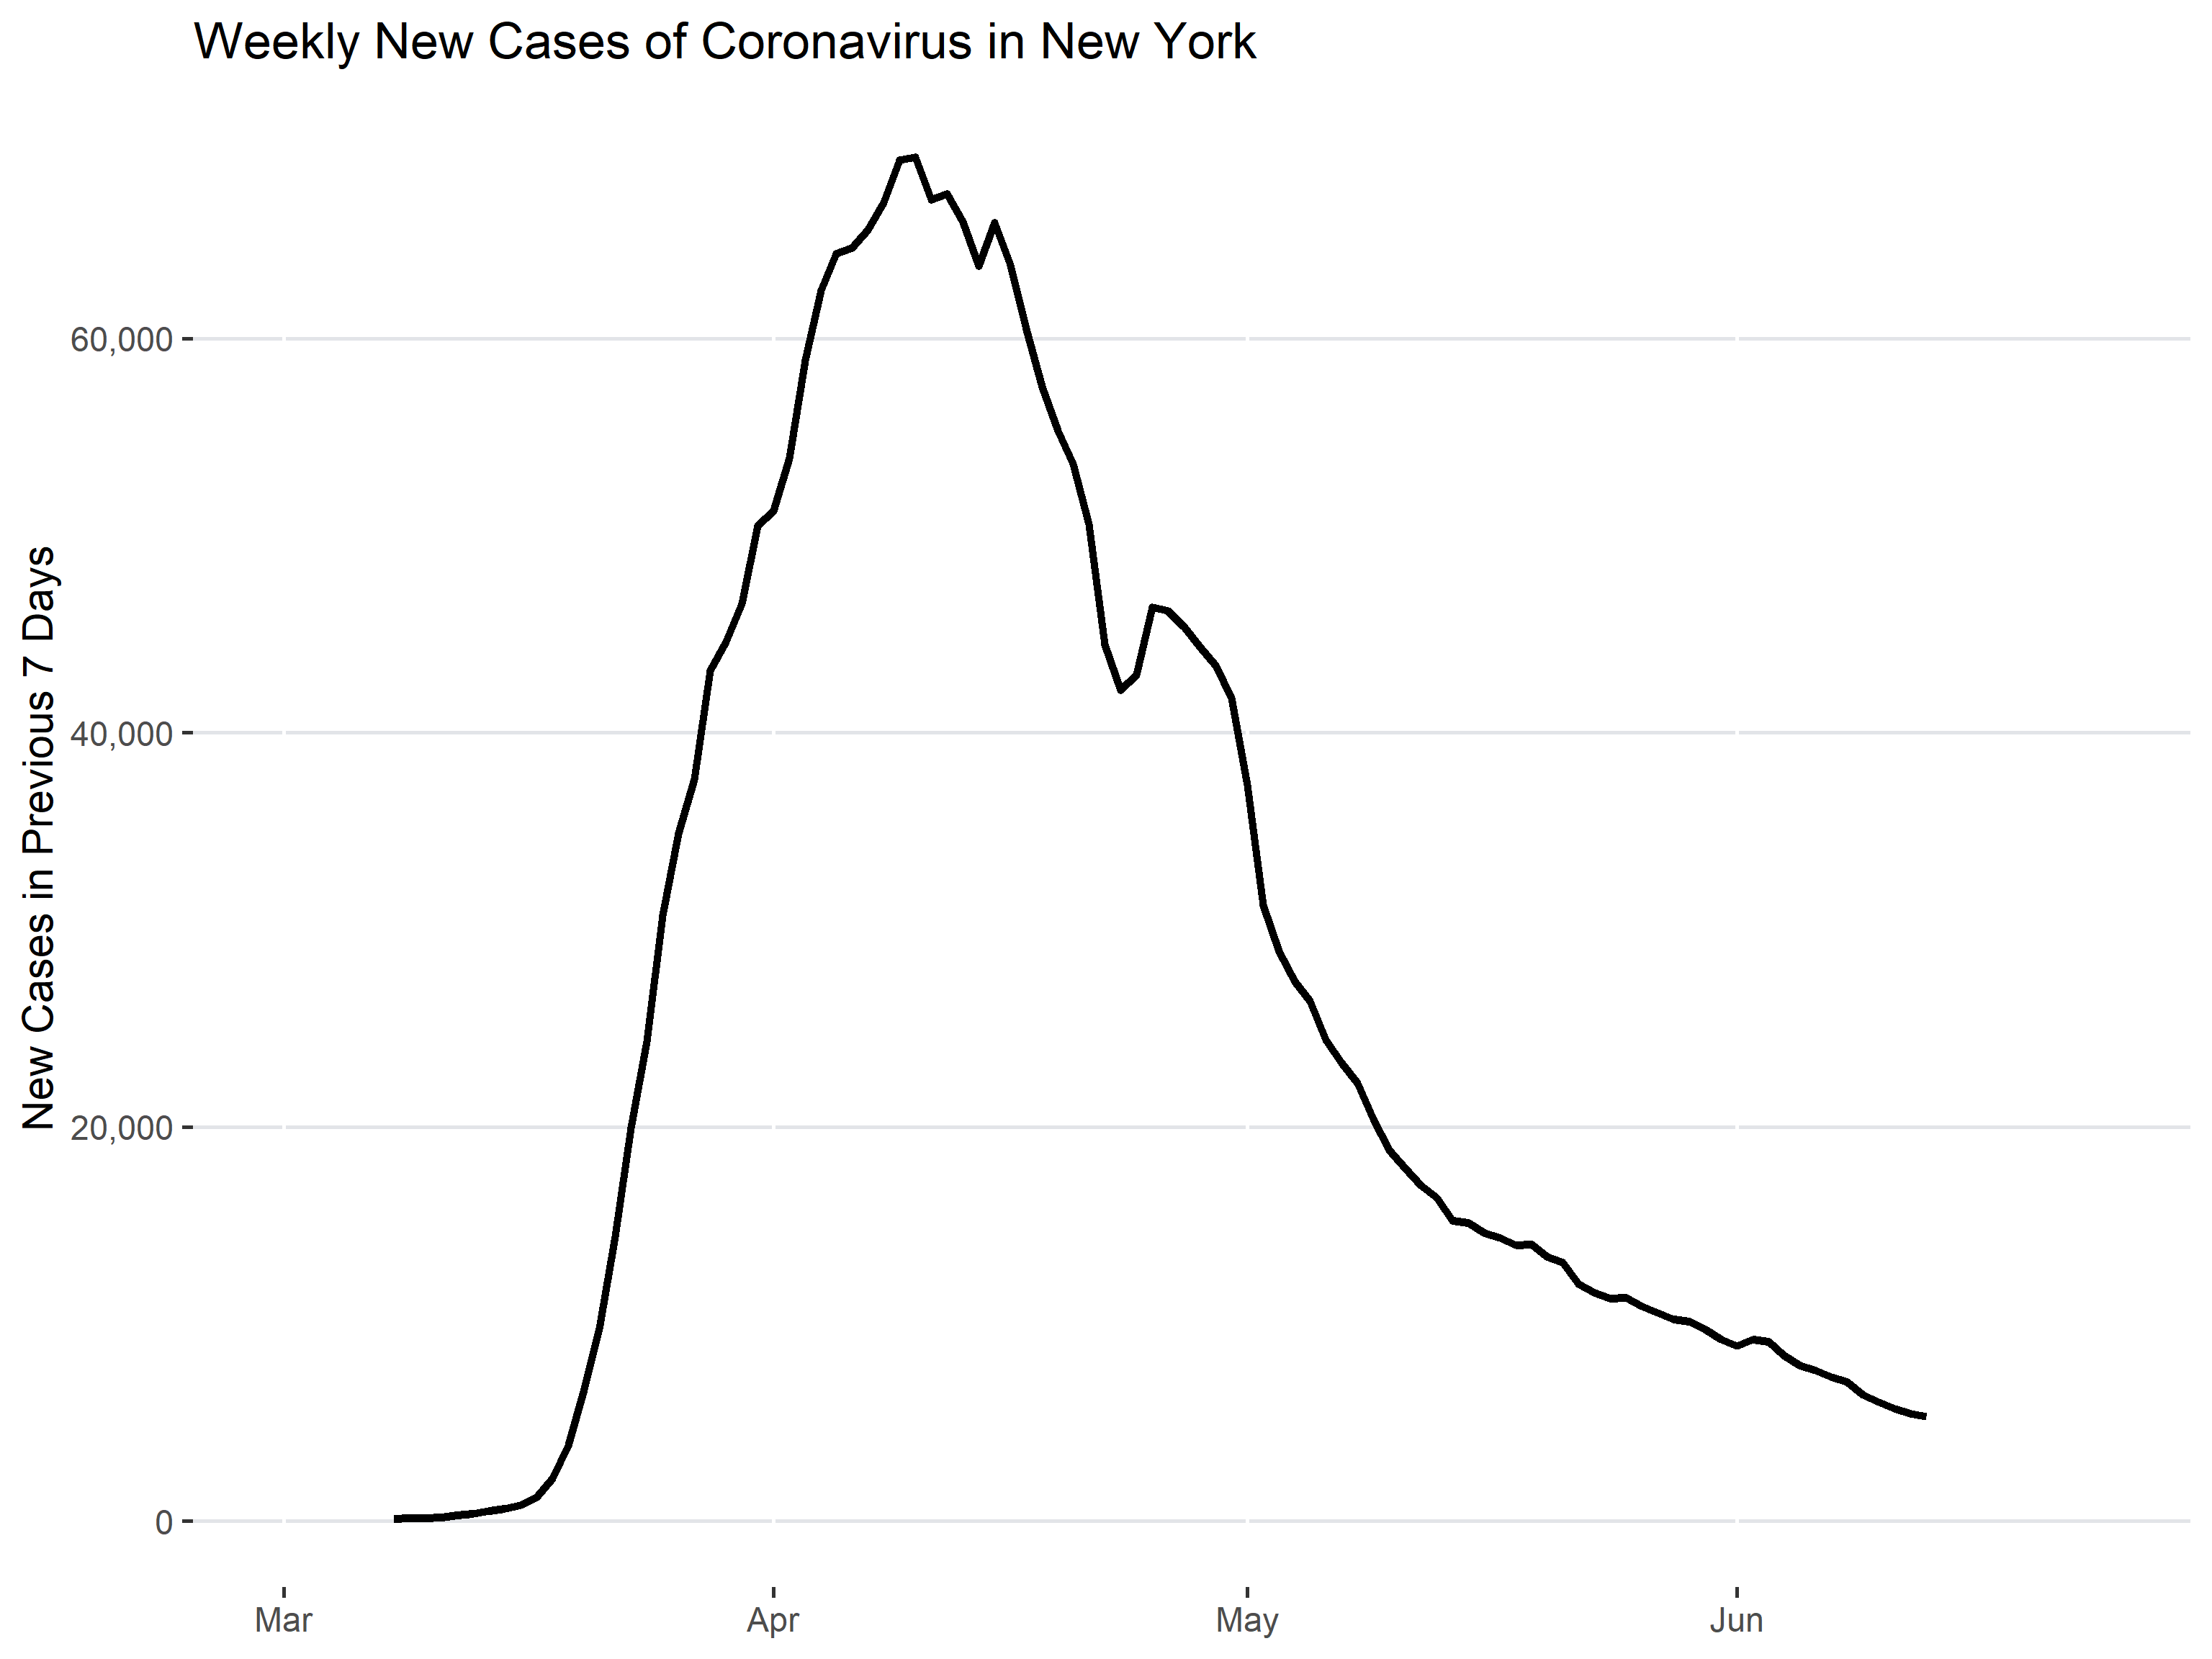 Weekly New Cases of Coronavirus in New York
New Cases in Previous 7 Days
60,000
40,000
20,000
0
Mar
Apr
May
Jun